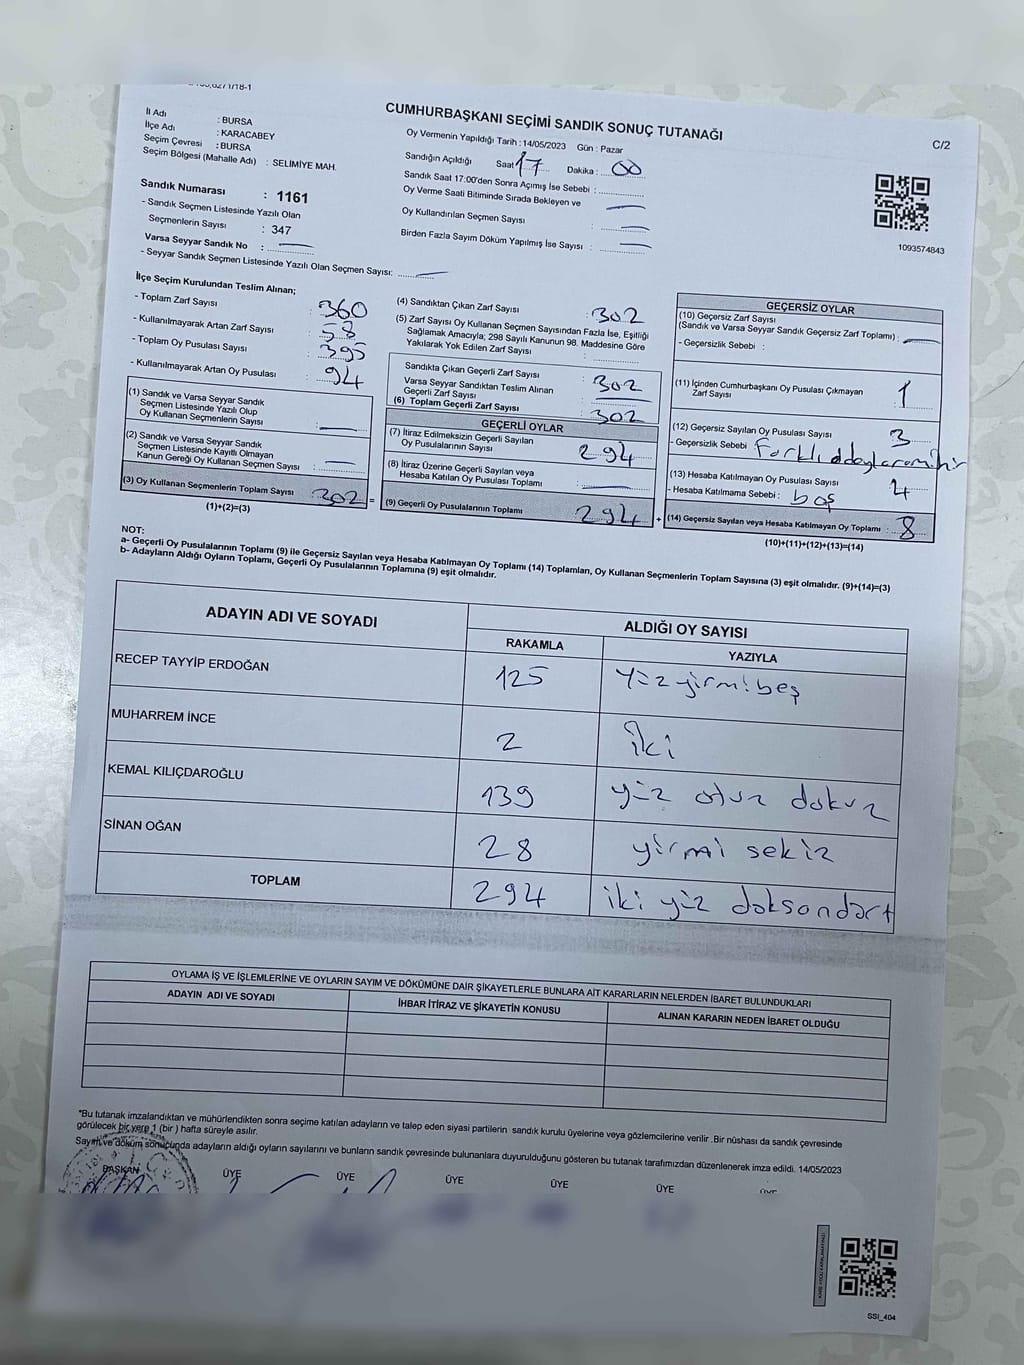 CUMHURBAŞKANI SEÇİMİ SANDIK SONUÇ TUTANAĞI
C/2
İl Adı : BURSA
İlçe Adı : KARACABEY
Seçim Çevresi : BURSA
Seçim Bölgesi (Mahalle Adı) : SELİMİYE MAH.
Sandık Numarası : 1161
- Sandık Seçmen Listesinde Yazılı Olan
Seçmenlerin Sayısı : 347
Varsa Seyyar Sandık No :
- Seyyar Sandık Seçmen Listesinde Yazılı Olan Seçmen Sayısı:
Oy Vermenin Yapıldığı Tarih : 14/05/2023 Gün : Pazar
Sandığın Açıldığı Saat 17 Dakika : 00
Sandık Saat 17:00'den Sonra Açımış İse Sebebi :
Oy Verme Saati Bitiminde Sırada Bekleyen ve
Oy Kullandırılan Seçmen Sayısı
Birden Fazla Sayım Döküm Yapılmış İse Sayısı :
1093574843
İlçe Seçim Kurulundan Teslim Alınan;
- Toplam Zarf Sayısı : 360
- Kullanılmayarak Artan Zarf Sayısı : 58
- Toplam Oy Pusulası Sayısı : 395
- Kullanılmayarak Artan Oy Pusulası : 94
(1) Sandık ve Varsa Seyyar Sandık
Seçmen Listesinde Yazılı Olup
Oy Kullanan Seçmenlerin Sayısı :
(2) Sandık ve Varsa Seyyar Sandık
Seçmen Listesinde Kayıtlı Olmayan
Kanun Gereği Oy Kullanan Seçmen Sayısı :
(3) Oy Kullanan Seçmenlerin Toplam Sayısı : 302 =
(1)+(2)=(3)
(4) Sandıktan Çıkan Zarf Sayısı : 302
(5) Zarf Sayısı Oy Kullanan Seçmen Sayısından Fazla İse, Eşitliği
Sağlamak Amacıyla; 298 Sayılı Kanunun 98. Maddesine Göre
Yakılarak Yok Edilen Zarf Sayısı :
Sandıkta Çıkan Geçerli Zarf Sayısı : 302
Varsa Seyyar Sandıktan Teslim Alınan
Geçerli Zarf Sayısı :
(6) Toplam Geçerli Zarf Sayısı : 302
GEÇERLİ OYLAR
(7) İtiraz Edilmeksizin Geçerli Sayılan
Oy Pusulalarının Sayısı : 294
(8) İtiraz Üzerine Geçerli Sayılan veya
Hesaba Katılan Oy Pusulası Toplamı :
(9) Geçerli Oy Pusulalarının Toplamı : 294 +
GEÇERSİZ OYLAR
(10) Geçersiz Zarf Sayısı
(Sandık ve Varsa Seyyar Sandık Geçersiz Zarf Toplamı) :
- Geçersizlik Sebebi :
(11) İçinden Cumhurbaşkanı Oy Pusulası Çıkmayan
Zarf Sayısı : 1
(12) Geçersiz Sayılan Oy Pusulası Sayısı : 3
- Geçersizlik Sebebi : Farklı
(13) Hesaba Katılmayan Oy Pusulası Sayısı : 4
- Hesaba Katılmama Sebebi : boş
(14) Geçersiz Sayılan veya Hesaba Katılmayan Oy Toplamı : 8
(10)+(11)+(12)+(13)=(14)
NOT:
a- Geçerli Oy Pusulalarının Toplamı (9) ile Geçersiz Sayılan veya Hesaba Katılmayan Oy Toplamı (14) Toplamları, Oy Kullanan Seçmenlerin Toplam Sayısına (3) eşit olmalıdır. (9)+(14)=(3)
b- Adayların Aldığı Oyların Toplamı, Geçerli Oy Pusulalarının Toplamına (9) eşit olmalıdır.
ADAYIN ADI VE SOYADI ALDIĞI OY SAYISI
RAKAMLA YAZIYLA
RECEP TAYYİP ERDOĞAN 125 yüz yirmi beş
MUHARREM İNCE 2 iki
KEMAL KILIÇDAROĞLU 139 yüz otuz dokuz
SİNAN OĞAN 28 yirmi sekiz
TOPLAM 294 iki yüz doksandört
OYLAMA İŞ VE İŞLEMLERİNE VE OYLARIN SAYIM VE DÖKÜMÜNE DAİR ŞİKAYETLERLE BUNLARA AİT KARARLARIN NELERDEN İBARET BULUNDUKLARI
ADAYIN ADI VE SOYADI İHBAR İTİRAZ VE ŞİKAYETİN KONUSU ALINAN KARARIN NEDEN İBARET OLDUĞU
*Bu tutanak imzalandıktan ve mühürlendikten sonra seçime katılan adayların ve talep eden siyasi partilerin sandık kurulu üyelerine veya gözlemcilerine verilir .Bir nüshası da sandık çevresinde
görülecek bir yere 1 (bir ) hafta süreyle asılır.
Sayım ve döküm sonucunda adayların aldığı oyların sayılarını ve bunların sandık çevresinde bulunanlara duyurulduğunu gösteren bu tutanak tarafımızdan düzenlenerek imza edildi. 14/05/2023
BAŞKAN ÜYE ÜYE ÜYE ÜYE ÜYE
SSI_404